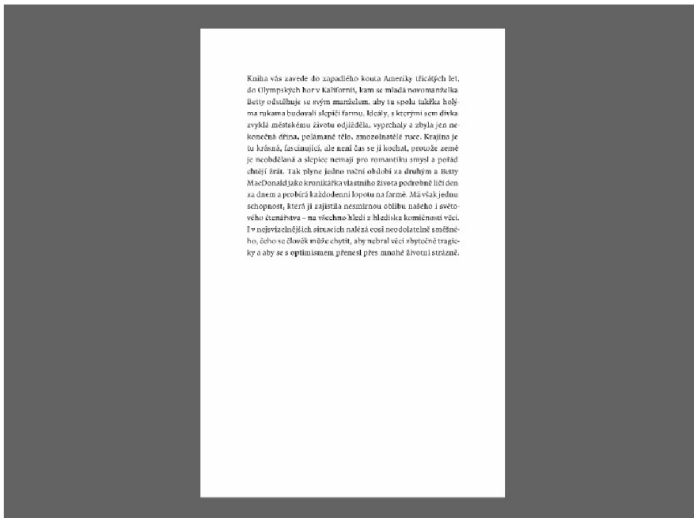 Kniha vás zavede do zapadlého kouta Ameriky třicátých let,
do Olympských hor v Kalifornii, kam se mladá novomanželka
Betty odstěhuje se svým manželem, aby tu spolu takřka holý-
ma rukama budovali slepičí farmu. Ideály, s kterými sem dívka
zvyklá městskému životu odjížděla, vyprchaly a zbyla jen ne-
konečná dřina, polámané tělo, zmozolnatělé ruce. Krajina je
tu krásná, fascinující, ale není čas se jí kochat, protože země
je neobdělaná a slepice nemají pro romantiku smysl a pořád
chtějí žrát. Tak plyne jedno roční období za druhým a Betty
MacDonald jako kronikářka vlastního života podrobně líčí den
za dnem a probírá každodenní lopotu na farmě. Má však jednu
schopnost, která jí zajistila nesmírnou oblibu našeho i světo-
vého čtenářstva – na všechno hledí z hlediska komičnosti věcí.
I v nejsvízelnějších situacích nalézá cosi neodolatelně směšné-
ho, čeho se člověk může chytit, aby nebral věci zbytečně tragic-
ky a aby se s optimismem přenesl přes mnohé životní strázně.